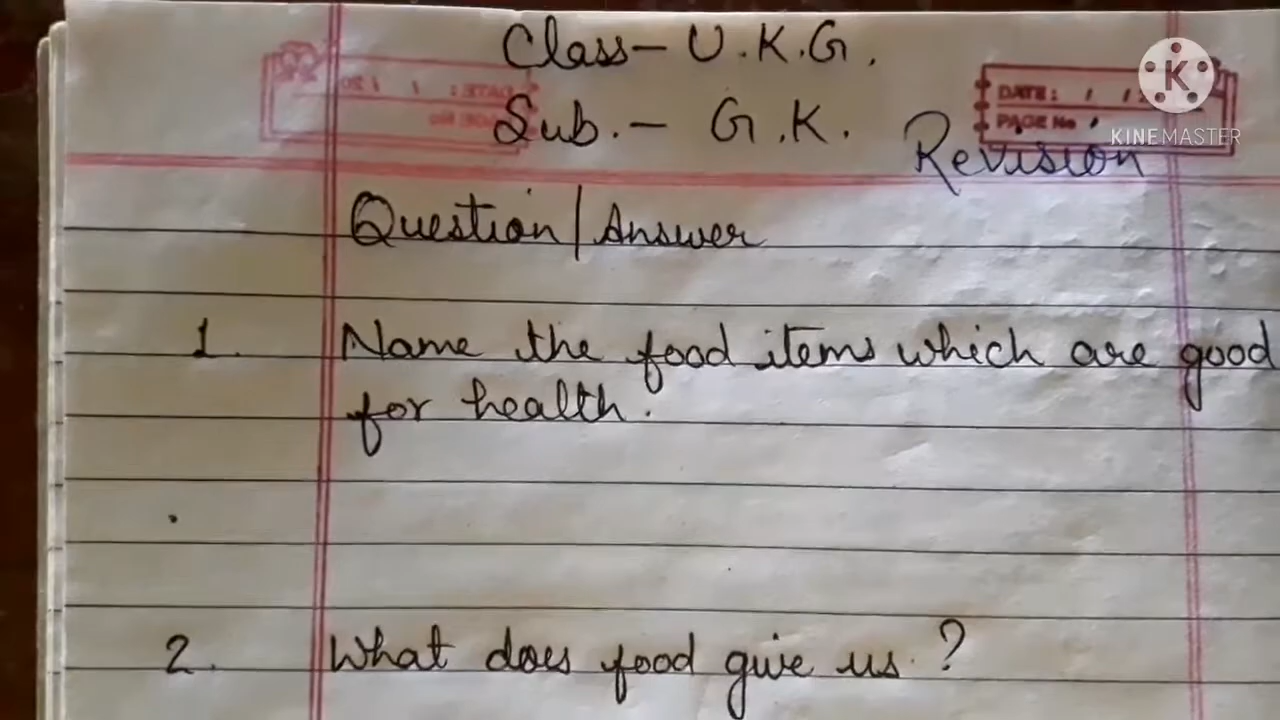 Class- U.K.G.
Sub.- G.K.
Revision
DATE: / /
PAGE No
KINEMASTER
Question/Answer
1. Name the food items which are good
for health.
2. What does food give us ?